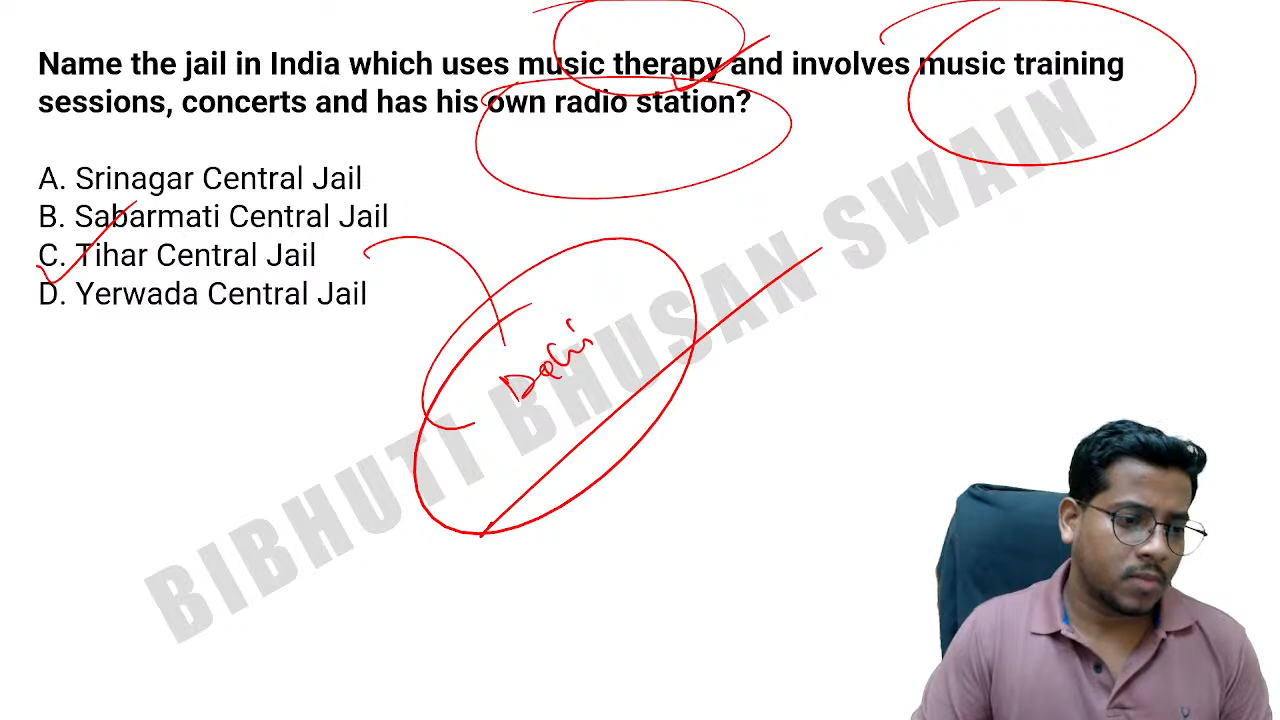 Name the jail in India which uses music therapy and involves music training
sessions, concerts and has his own radio station?
A. Srinagar Central Jail
B. Sabarmati Central Jail
C. Tihar Central Jail
D. Yerwada Central Jail
Delhi
BIBHUTI BHUSAN SWAIN